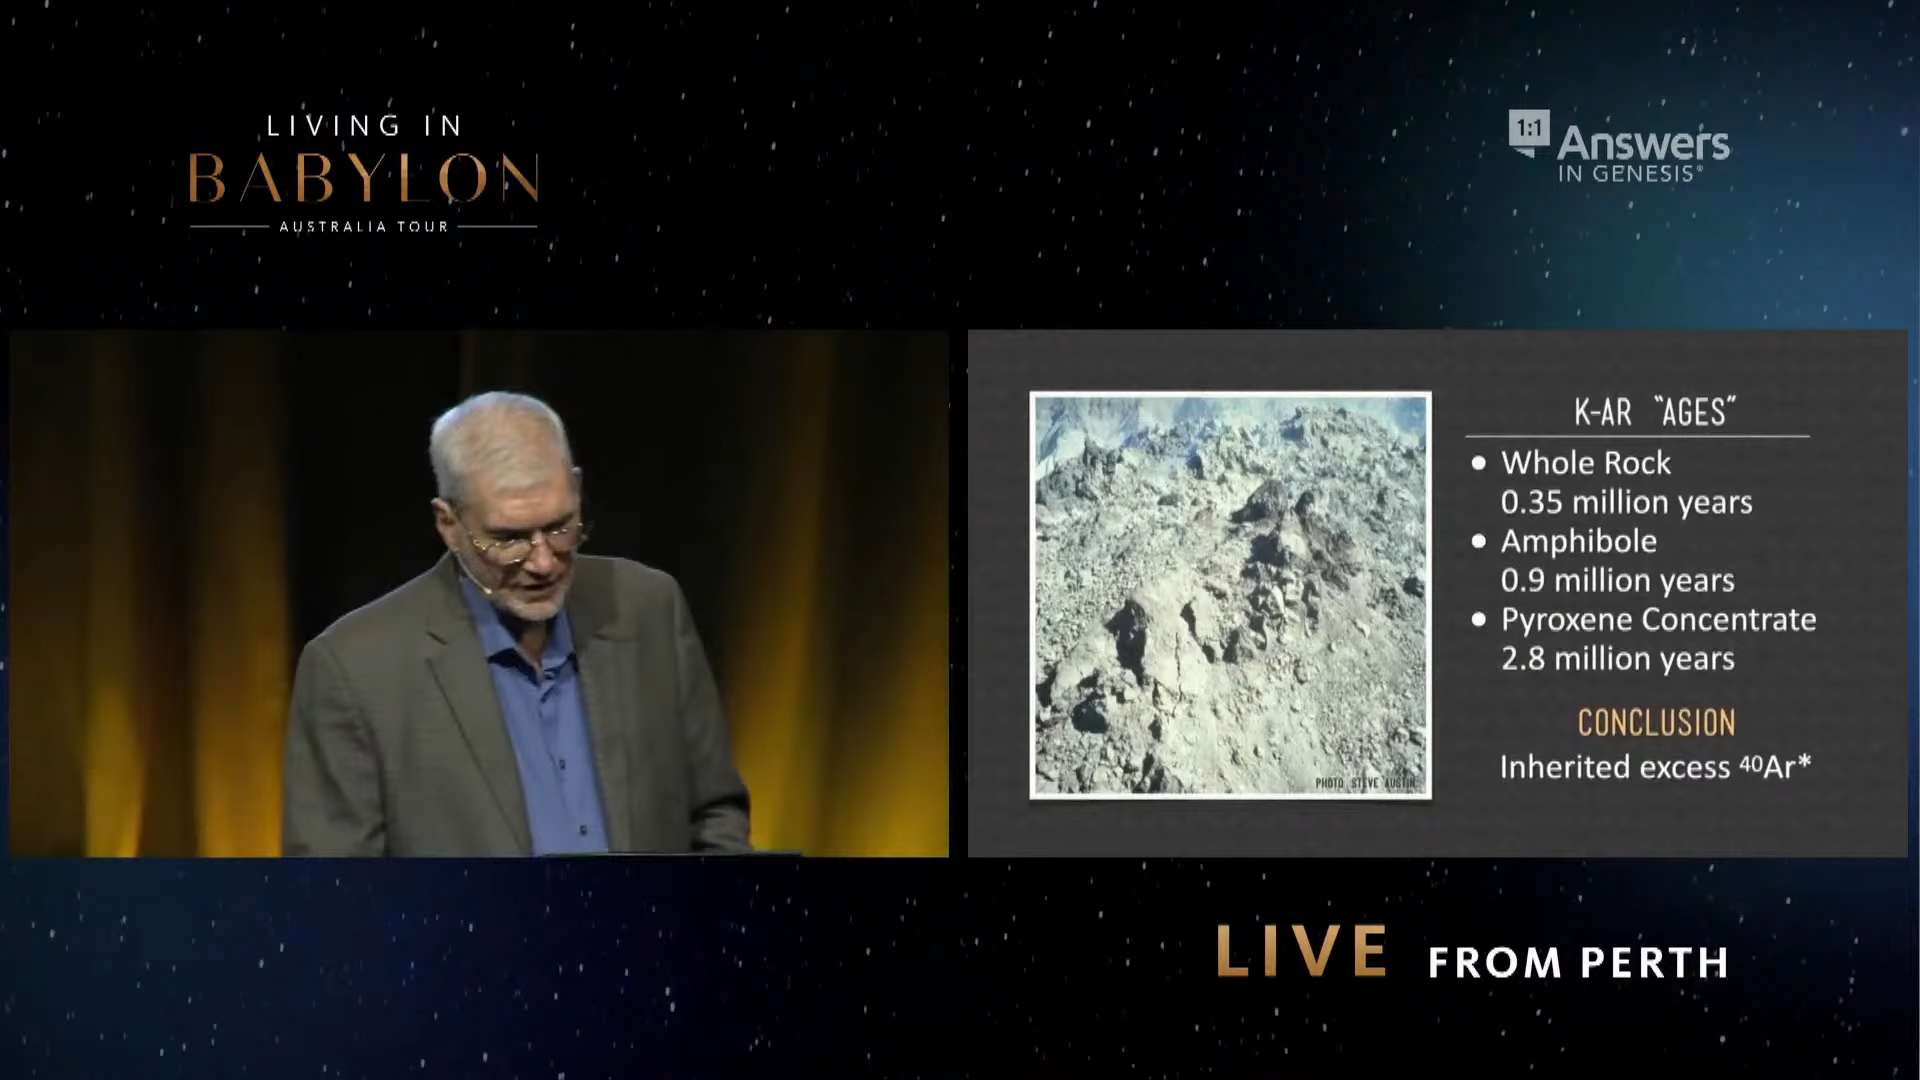 LIVING IN
BABYLON
AUSTRALIA TOUR
1:1
Answers
IN GENESIS®
K-AR "AGES"
• Whole Rock
0.35 million years
• Amphibole
0.9 million years
• Pyroxene Concentrate
2.8 million years
CONCLUSION
Inherited excess ⁴⁰Ar*
PHOTO STEVE AUSTIN
LIVE FROM PERTH